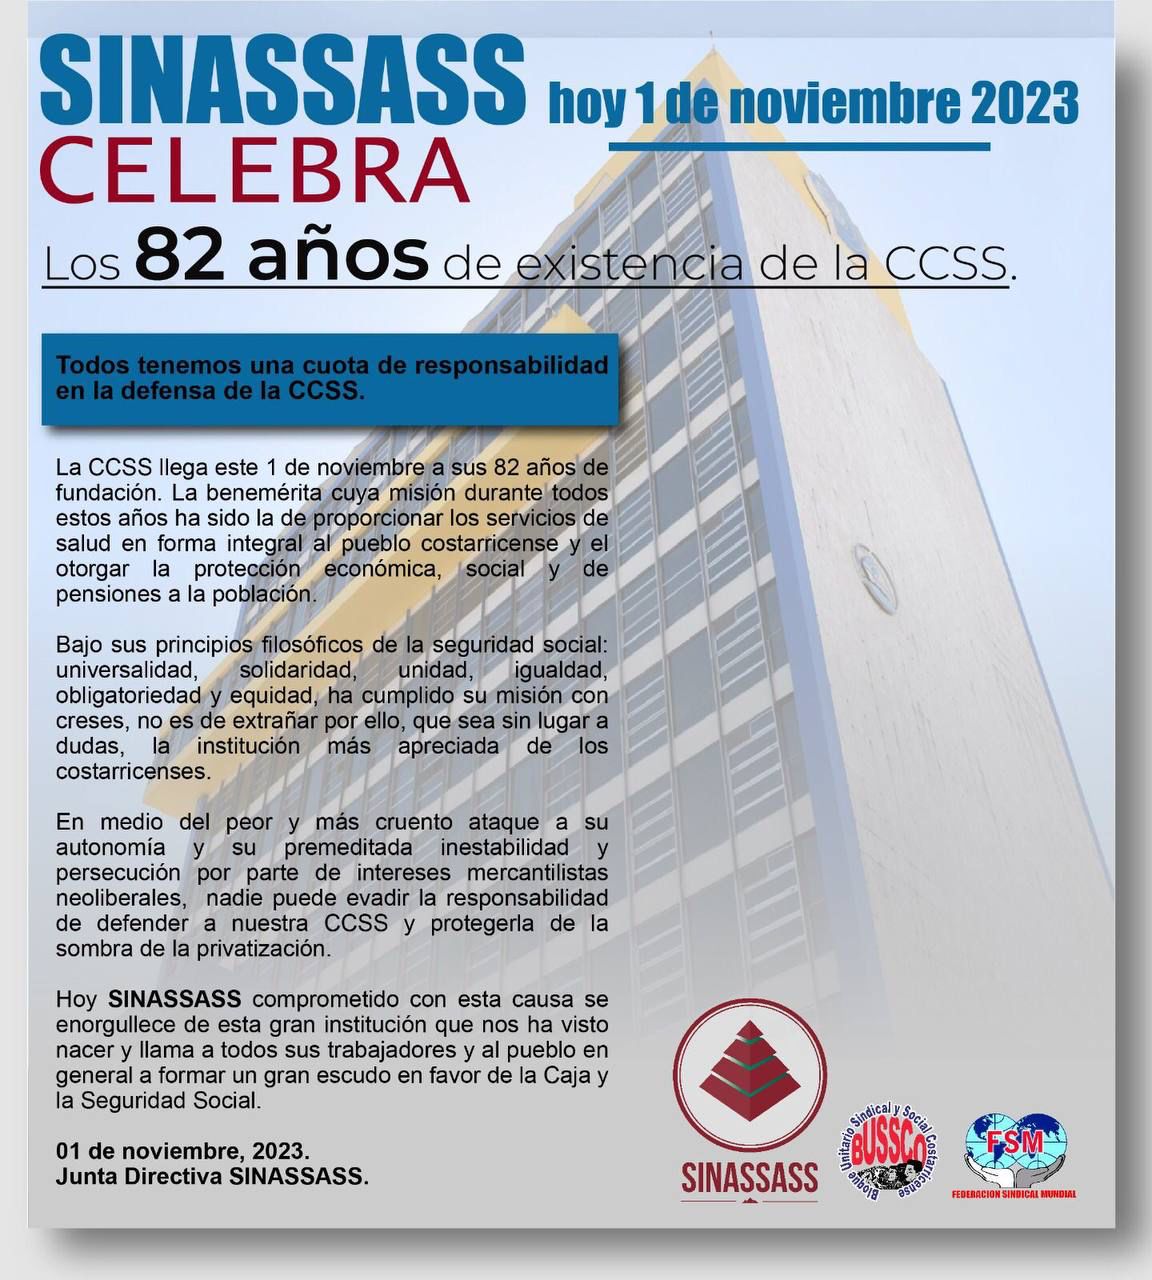 SINASSASS hoy 1 de noviembre 2023
CELEBRA
Los 82 años de existencia de la CCSS.
Todos tenemos una cuota de responsabilidad
en la defensa de la CCSS.
La CCSS llega este 1 de noviembre a sus 82 años de
fundación. La benemérita cuya misión durante todos
estos años ha sido la de proporcionar los servicios de
salud en forma integral al pueblo costarricense y el
otorgar la protección económica, social y de
pensiones a la población.
Bajo sus principios filosóficos de la seguridad social:
universalidad, solidaridad, unidad, igualdad,
obligatoriedad y equidad, ha cumplido su misión con
creses, no es de extrañar por ello, que sea sin lugar a
dudas, la institución más apreciada de los
costarricenses.
En medio del peor y más cruento ataque a su
autonomía y su premeditada inestabilidad y
persecución por parte de intereses mercantilistas
neoliberales, nadie puede evadir la responsabilidad
de defender a nuestra CCSS y protegerla de la
sombra de la privatización.
Hoy SINASSASS comprometido con esta causa se
enorgullece de esta gran institución que nos ha visto
nacer y llama a todos sus trabajadores y al pueblo en
general a formar un gran escudo en favor de la Caja y
la Seguridad Social.
01 de noviembre, 2023.
Junta Directiva SINASSASS.
SINASSASS
Bloque Unitario Sindical y Social Costarricense
BUSSCO
FSM
FEDERACION SINDICAL MUNDIAL